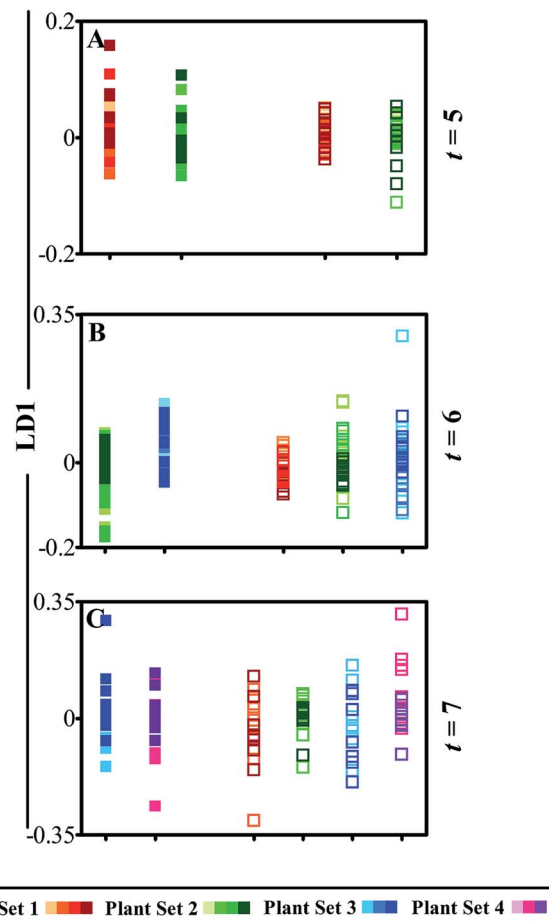 0.2
A
0
-0.2
t = 5
0.35
B
0
-0.2
t = 6
LD1
0.35
C
0
-0.35
t = 7
Set 1 Plant Set 2 Plant Set 3 Plant Set 4